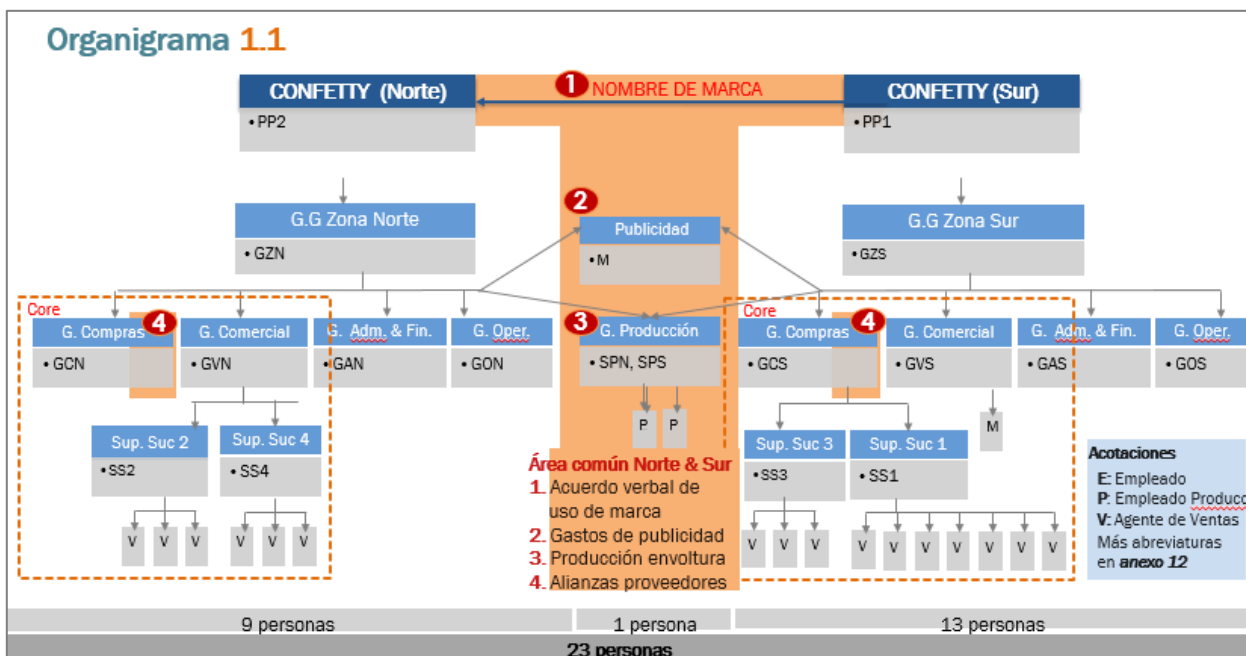 Organigrama 1.1
CONFETTY (Norte)
1 NOMBRE DE MARCA
CONFETTY (Sur)
• PP2
• PP1
G.G Zona Norte
2
Publicidad
G.G Zona Sur
• GZN
• M
• GZS
Core
G. Compras 4
G. Comercial
G. Adm. & Fin.
G. Oper.
3 G. Producción
Core
G. Compras 4
G. Comercial
G. Adm. & Fin.
G. Oper.
• GCN
• GVN
• GAN
• GON
• SPN, SPS
• GCS
• GVS
• GAS
• GOS
P P
M
Sup. Suc 2
Sup. Suc 4
Sup. Suc 3
Sup. Suc 1
• SS2
• SS4
• SS3
• SS1
V V V
V V V
V V V
V V V V V V V
Área común Norte & Sur
1. Acuerdo verbal de
uso de marca
2. Gastos de publicidad
3. Producción envoltura
4. Alianzas proveedores
Acotaciones
E: Empleado
P: Empleado Producc
V: Agente de Ventas
Más abreviaturas
en anexo 12
9 personas
1 persona
13 personas
23 personas